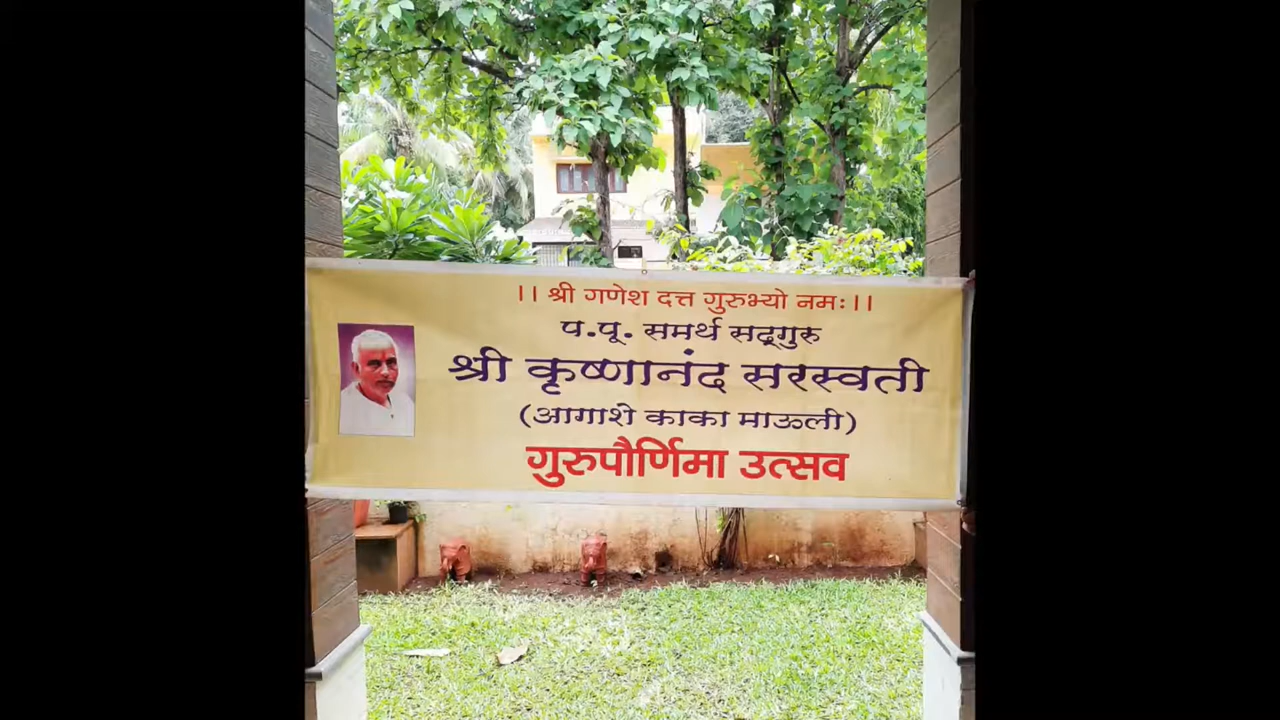 ।। श्री गणेश दत्त गुरुभ्यो नमः।।
प.पू. समर्थ सद्‌गुरु
श्री कृष्णानंद सरस्वती
(आगाशे काका माऊली)
गुरुपौर्णिमा उत्सव